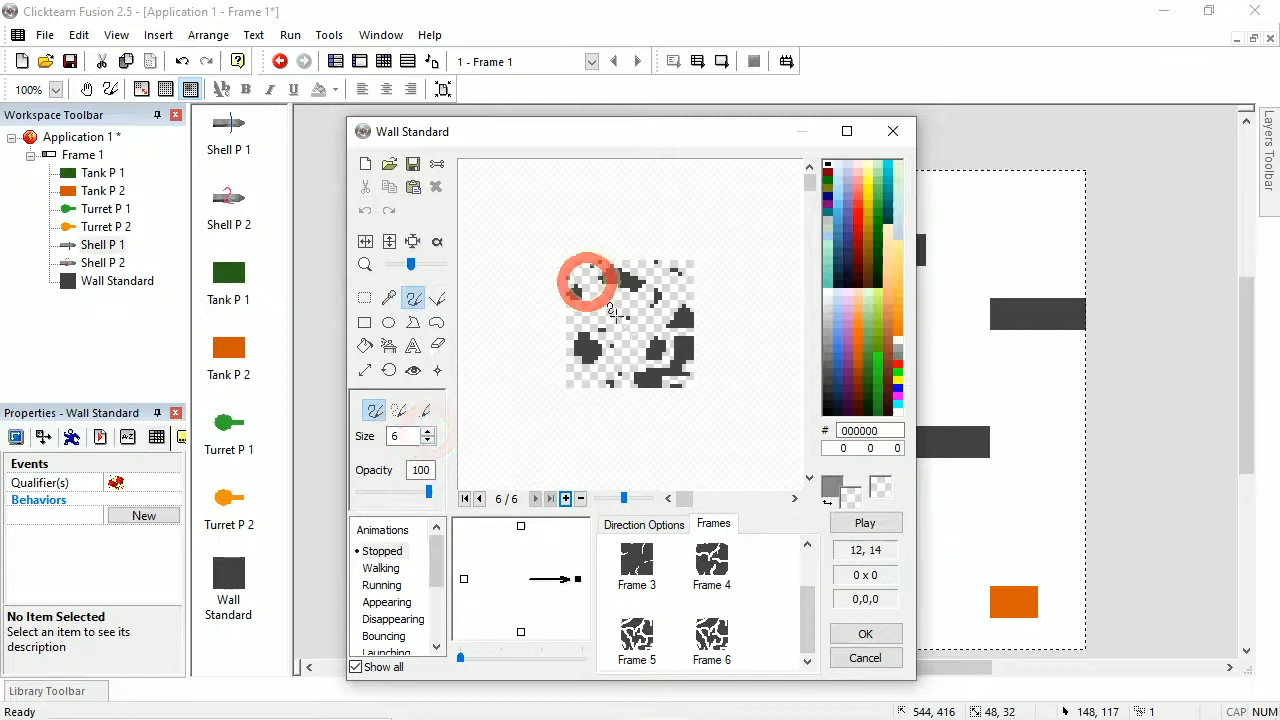 Clickteam Fusion 2.5 - [Application 1 - Frame 1*]
File Edit View Insert Arrange Text Run Tools Window Help
1 - Frame 1
100%
Workspace Toolbar
Application 1 *
Frame 1
Tank P 1
Tank P 2
Turret P 1
Turret P 2
Shell P 1
Shell P 2
Wall Standard
Properties - Wall Standard
Events
Qualifier(s)
Behaviors
New
No Item Selected
Select an item to see its
description
Library Toolbar
Ready
Shell P 1
Shell P 2
Tank P 1
Tank P 2
Turret P 1
Turret P 2
Wall
Standard
Wall Standard
Size 6
Opacity 100
6 / 6
# 000000
0 0 0
Animations
Stopped
Walking
Running
Appearing
Disappearing
Bouncing
Launching
Show all
Direction Options Frames
Frame 3 Frame 4
Frame 5 Frame 6
Play
12, 14
0 x 0
0,0,0
OK
Cancel
Layers Toolbar
544, 416 48, 32 148, 117 1 CAP NUM